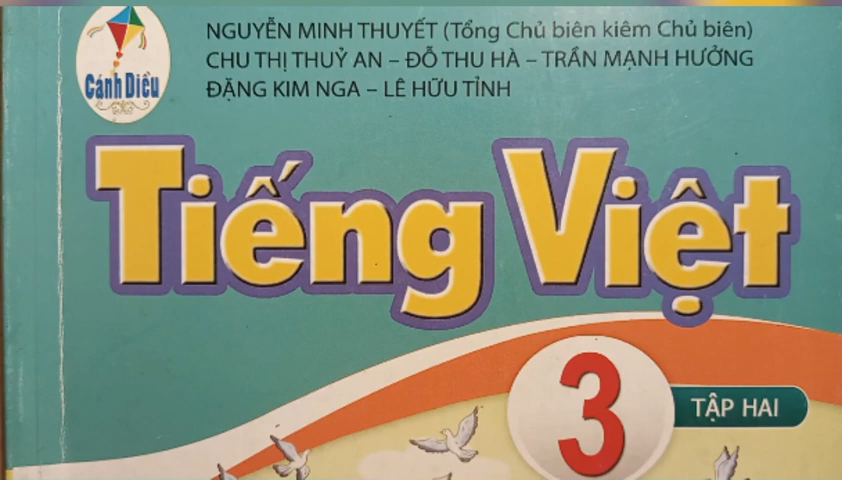 NGUYỄN MINH THUYẾT (Tổng Chủ biên kiêm Chủ biên)
CHU THỊ THUỶ AN – ĐỖ THU HÀ – TRẦN MẠNH HƯỞNG
ĐẶNG KIM NGA – LÊ HỮU TỈNH
Cánh Diều
Tiếng Việt
3
TẬP HAI